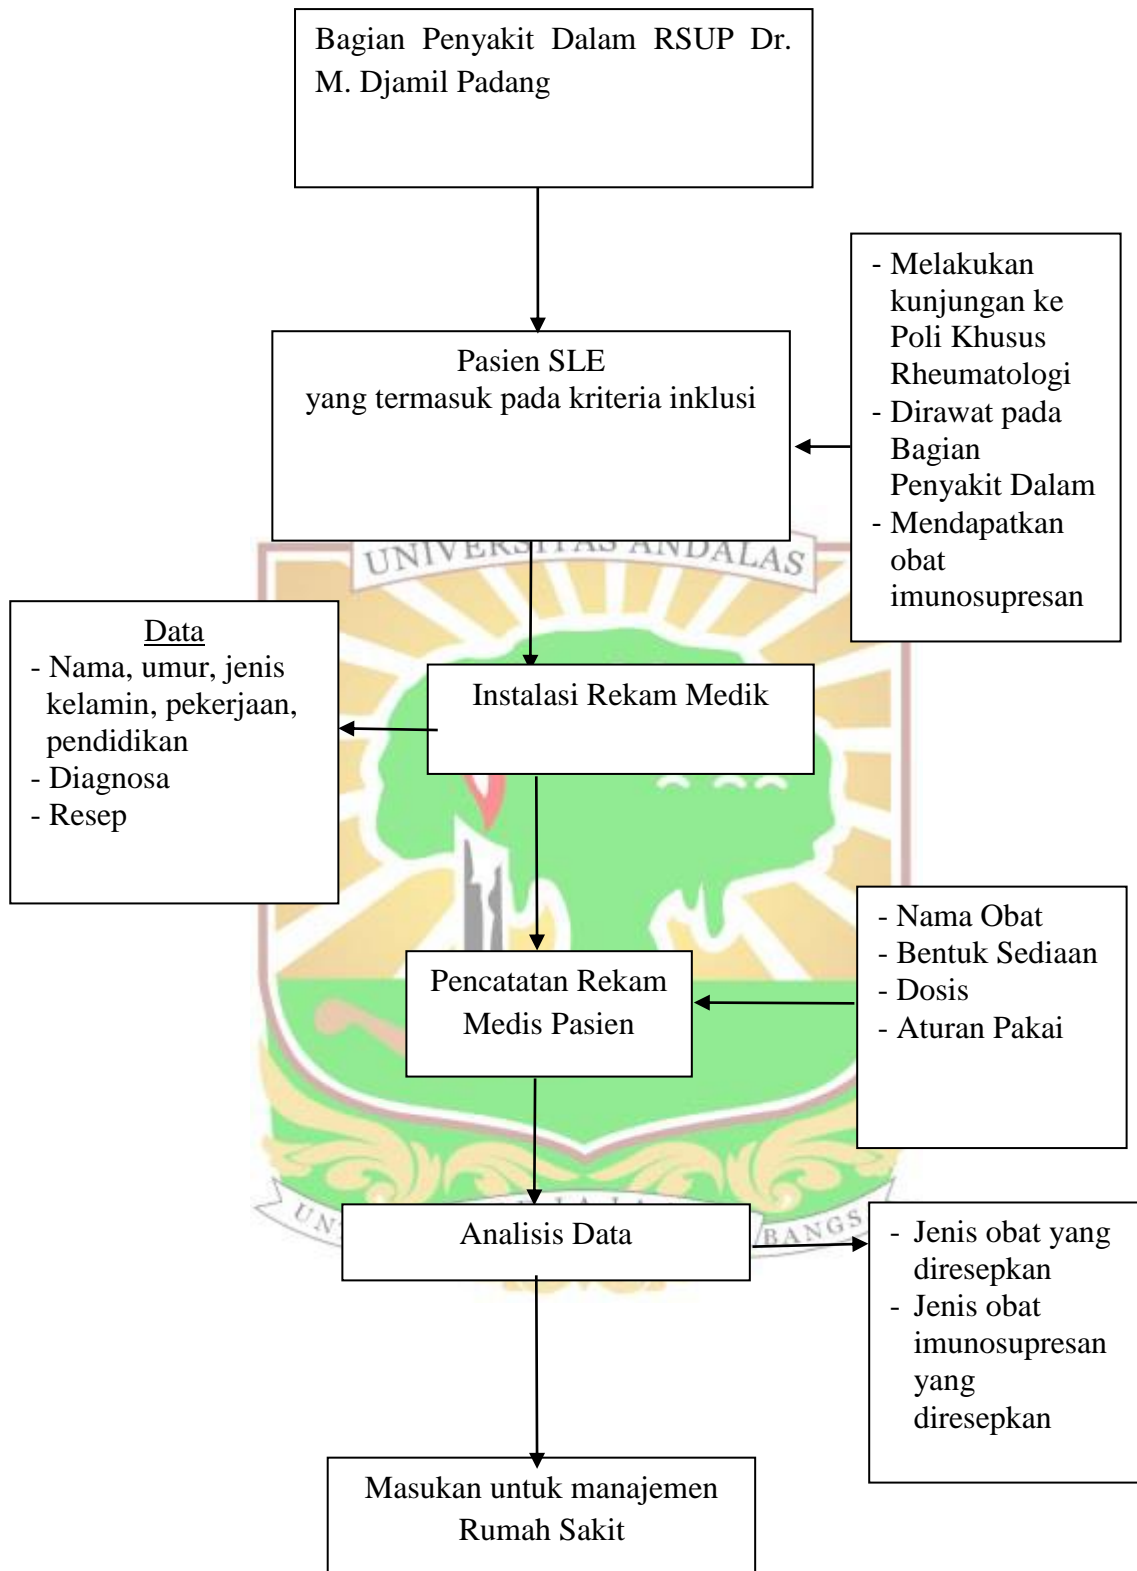 Bagian Penyakit Dalam RSUP Dr.
M. Djamil Padang
- Melakukan
kunjungan ke
Poli Khusus
Rheumatologi
- Dirawat pada
Bagian
Penyakit Dalam
- Mendapatkan
obat
imunosupresan
Pasien SLE
yang termasuk pada kriteria inklusi
UNIVERSITAS ANDALAS
Data
- Nama, umur, jenis
kelamin, pekerjaan,
pendidikan
- Diagnosa
- Resep
Instalasi Rekam Medik
- Nama Obat
- Bentuk Sediaan
- Dosis
- Aturan Pakai
Pencatatan Rekam
Medis Pasien
BANGS
Analisis Data
- Jenis obat yang
diresepkan
- Jenis obat
imunosupresan
yang
diresepkan
Masukan untuk manajemen
Rumah Sakit